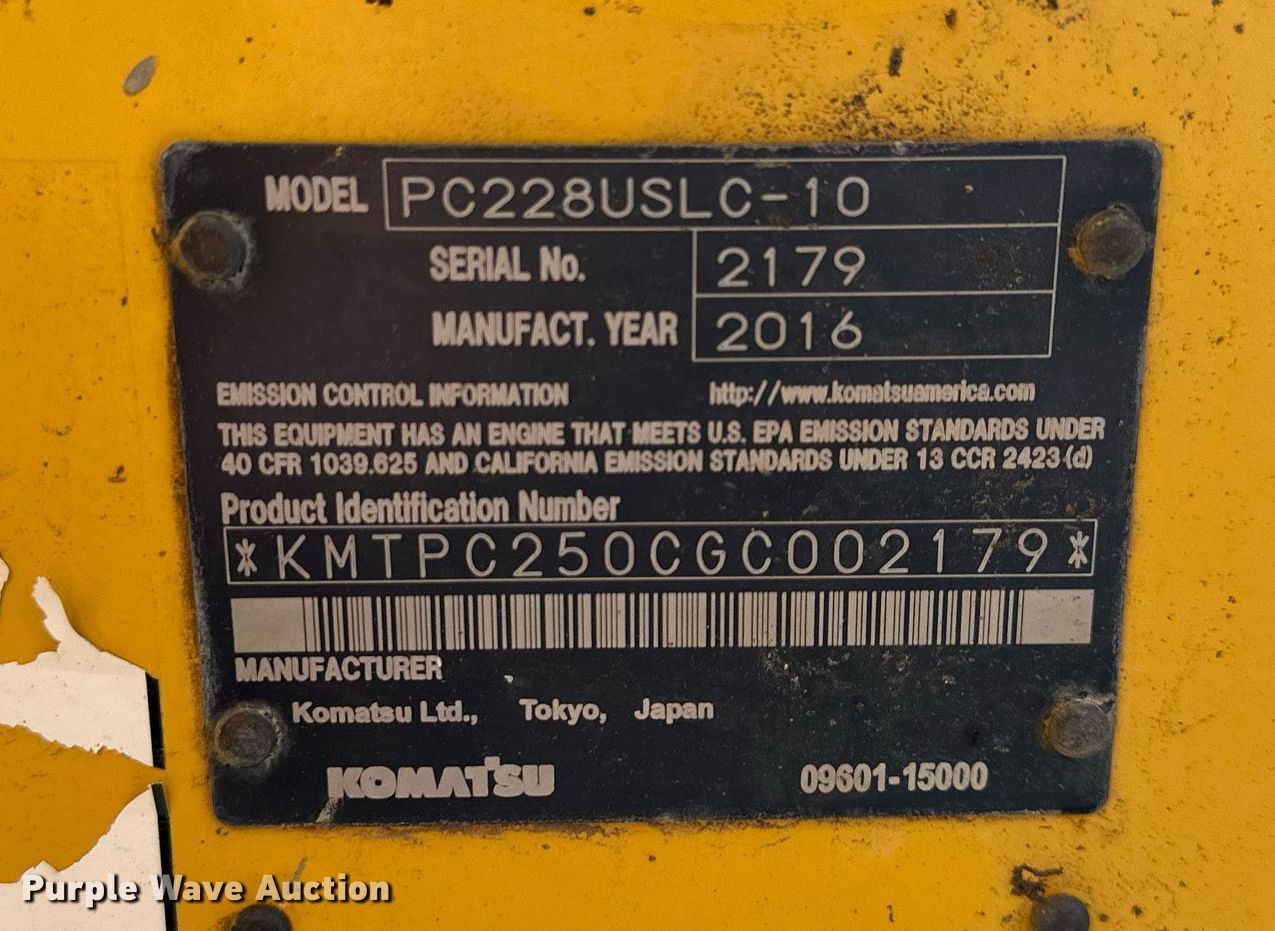 MODEL PC228USLC-10
SERIAL No. 2179
MANUFACT. YEAR 2016
EMISSION CONTROL INFORMATION http://www.komatsuamerica.com
THIS EQUIPMENT HAS AN ENGINE THAT MEETS U.S. EPA EMISSION STANDARDS UNDER
40 CFR 1039.625 AND CALIFORNIA EMISSION STANDARDS UNDER 13 CCR 2423 (d)
Product Identification Number
*KMTPC250CGC002179*
MANUFACTURER
Komatsu Ltd., Tokyo, Japan
KOMATSU 09601-15000
Purple Wave Auction